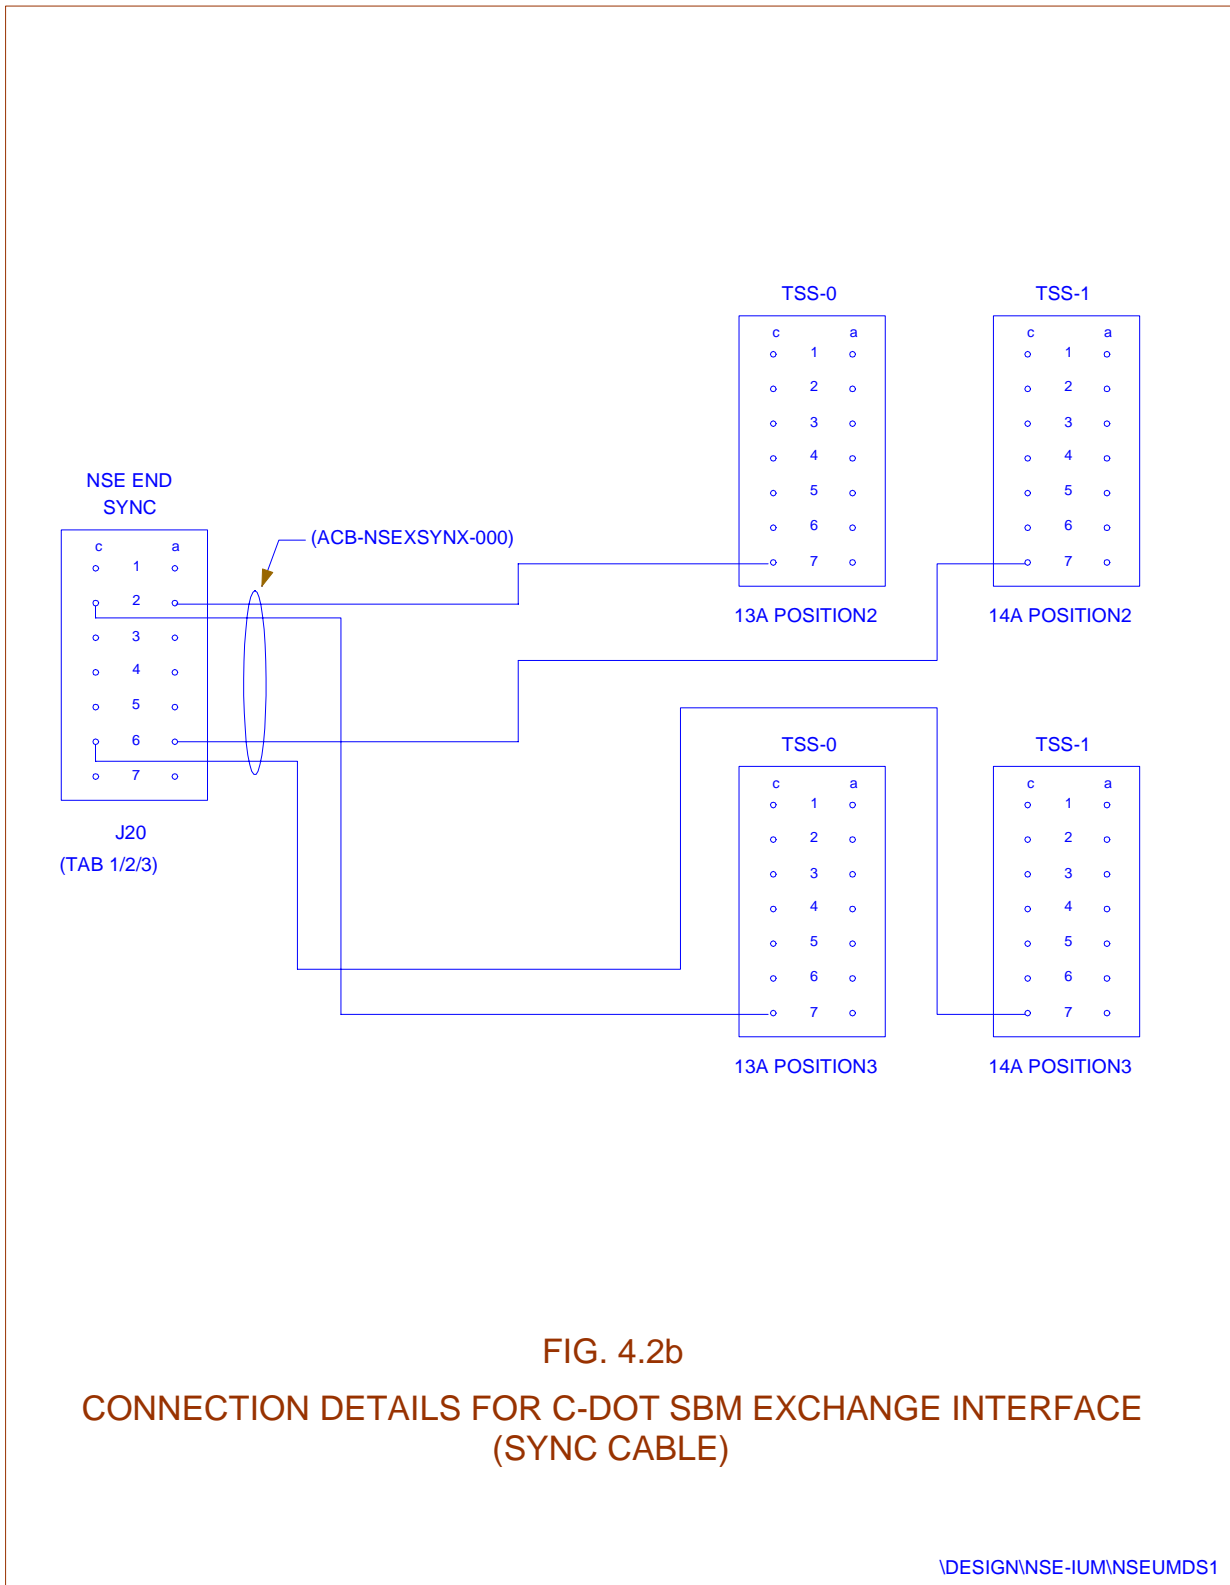 TSS-0
TSS-1
c a
c a
1
1
2
2
3
3
4
4
5
5
6
6
7
7
13A POSITION2
14A POSITION2
NSE END
SYNC
(ACB-NSEXSYNX-000)
c a
1
2
3
4
5
6
7
J20
(TAB 1/2/3)
TSS-0
TSS-1
c a
c a
1
1
2
2
3
3
4
4
5
5
6
6
7
7
13A POSITION3
14A POSITION3
FIG. 4.2b
CONNECTION DETAILS FOR C-DOT SBM EXCHANGE INTERFACE
(SYNC CABLE)
\DESIGN\NSE-IUM\NSEUMDS1